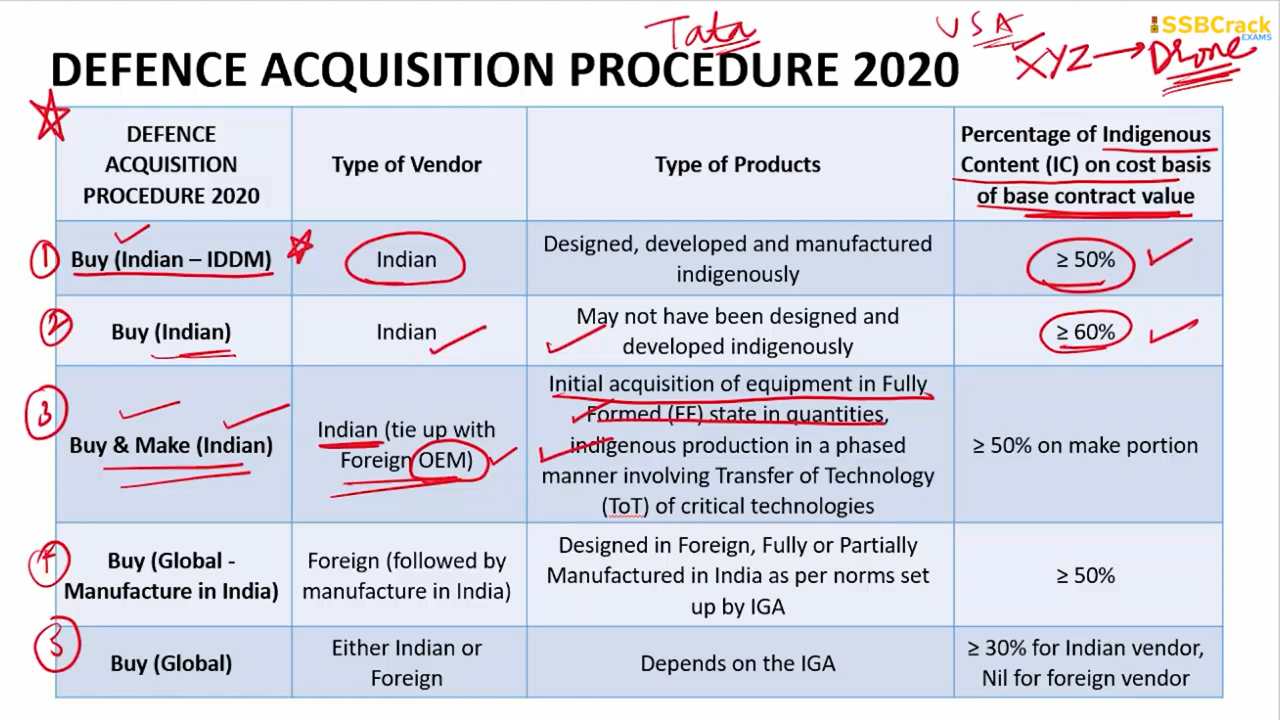 Tata
USA
XYZ → Drone
SSBCrack
EXAMS
DEFENCE ACQUISITION PROCEDURE 2020
DEFENCE
ACQUISITION
PROCEDURE 2020
Type of Vendor
Type of Products
Percentage of Indigenous
Content (IC) on cost basis
of base contract value
1
Buy (Indian – IDDM)
Indian
Designed, developed and manufactured
indigenously
≥ 50%
2
Buy (Indian)
Indian
May not have been designed and
developed indigenously
≥ 60%
3
Buy & Make (Indian)
Indian (tie up with
Foreign OEM)
Initial acquisition of equipment in Fully
Formed (FF) state in quantities,
indigenous production in a phased
manner involving Transfer of Technology
(ToT) of critical technologies
≥ 50% on make portion
4
Buy (Global -
Manufacture in India)
Foreign (followed by
manufacture in India)
Designed in Foreign, Fully or Partially
Manufactured in India as per norms set
up by IGA
≥ 50%
5
Buy (Global)
Either Indian or
Foreign
Depends on the IGA
≥ 30% for Indian vendor,
Nil for foreign vendor